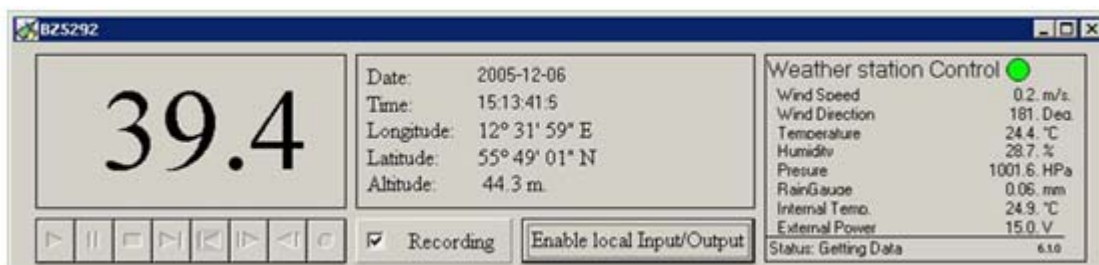 BZ5292
39.4
Date: 2005-12-06
Time: 15:13:41:5
Longitude: 12° 31' 59" E
Latitude: 55° 49' 01" N
Altitude: 44.3 m.
Recording
Enable local Input/Output
Weather station Control
Wind Speed 0.2. m/s.
Wind Direction 181. Deg.
Temperature 24.4. °C
Humidity 28.7. %
Presure 1001.6. HPa
RainGauge 0.06. mm
Internal Temp. 24.9. °C
External Power 15.0. V
Status: Getting Data 6.1.0